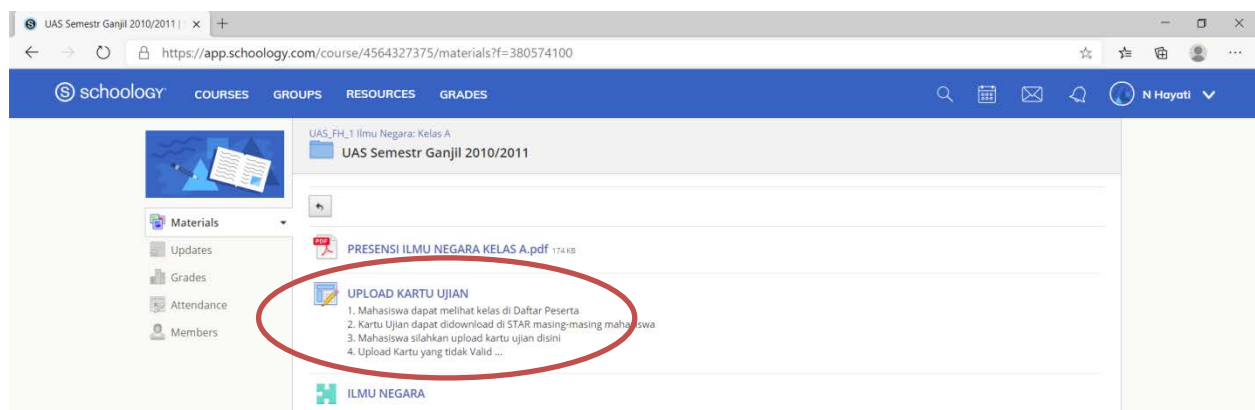 UAS Semestr Ganjil 2010/2011 |
https://app.schoology.com/course/4564327375/materials?f=380574100
S schoology COURSES GROUPS RESOURCES GRADES N Hayati
UAS_FH_1 Ilmu Negara: Kelas A
UAS Semestr Ganjil 2010/2011
Materials
Updates
Grades
Attendance
Members
PDF
PRESENSI ILMU NEGARA KELAS A.pdf 174 KB
UPLOAD KARTU UJIAN
1. Mahasiswa dapat melihat kelas di Daftar Peserta
2. Kartu Ujian dapat didownload di STAR masing-masing mahasiswa
3. Mahasiswa silahkan upload kartu ujian disini
4. Upload Kartu yang tidak Valid ...
ILMU NEGARA